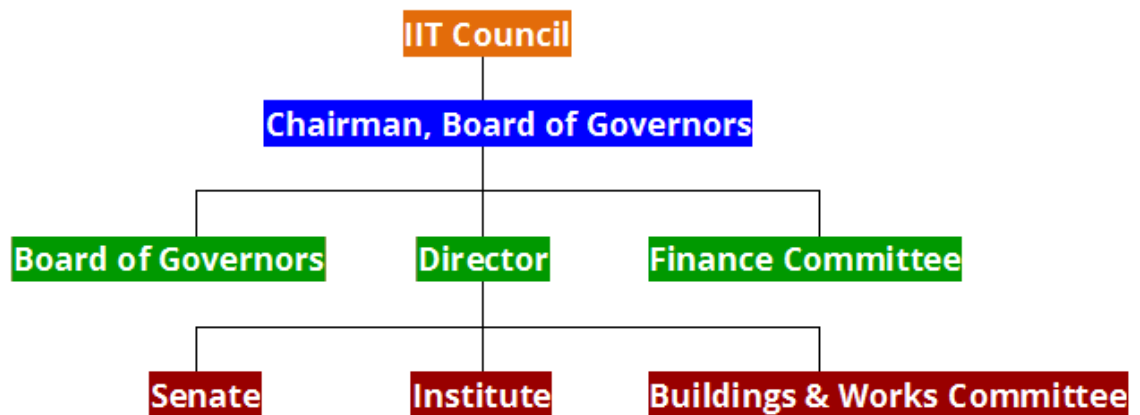 IIT Council
Chairman, Board of Governors
Board of Governors
Director
Finance Committee
Senate
Institute
Buildings & Works Committee